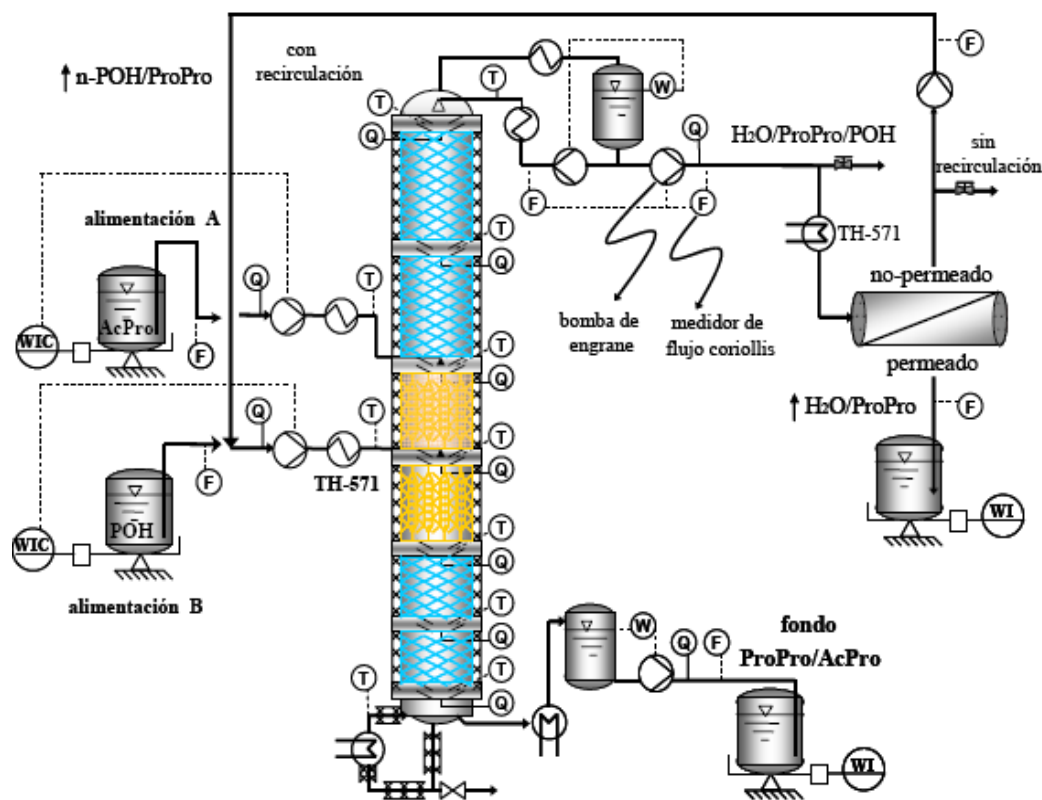 con
recirculación
↑ n-POH/ProPro
F
T
T
W
Q
Q
H2O/ProPro/POH
sin
recirculación
F
F
alimentación A
T
Q
TH-571
Q
T
no-permeado
AcPro
bomba de
engrane
medidor de
flujo coriollis
WIC
F
T
Q
permeado
↑ H2O/ProPro
F
Q
T
T
TH-571
Q
POH
F
WIC
T
Q
WI
alimentación B
T
Q
W
Q
F
fondo
ProPro/AcPro
T
T
Q
WI